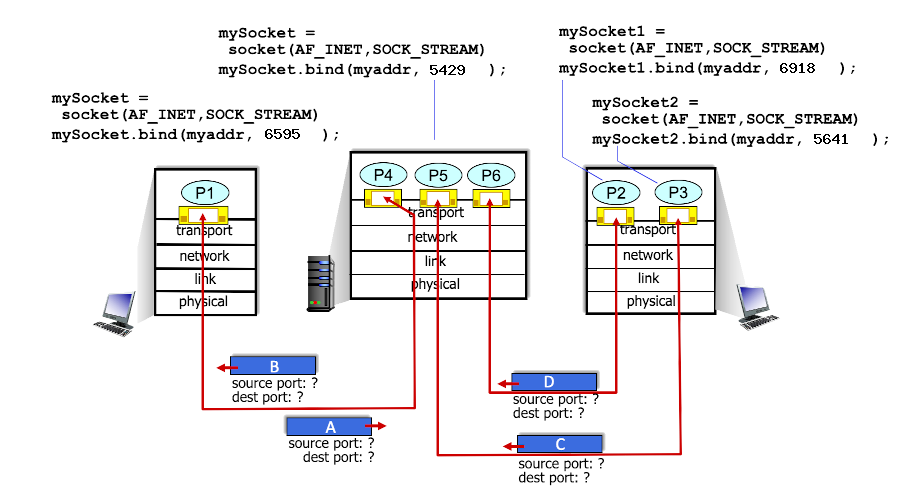 mySocket =
socket(AF_INET,SOCK_STREAM)
mySocket.bind(myaddr, 5429 );
mySocket1 =
socket(AF_INET,SOCK_STREAM)
mySocket1.bind(myaddr, 6918 );
mySocket =
socket(AF_INET,SOCK_STREAM)
mySocket.bind(myaddr, 6595 );
mySocket2 =
socket(AF_INET,SOCK_STREAM)
mySocket2.bind(myaddr, 5641 );
P1
transport
network
link
physical
P4 P5 P6
transport
network
link
physical
P2 P3
transport
network
link
physical
B
source port: ?
dest port: ?
A
source port: ?
dest port: ?
D
source port: ?
dest port: ?
C
source port: ?
dest port: ?